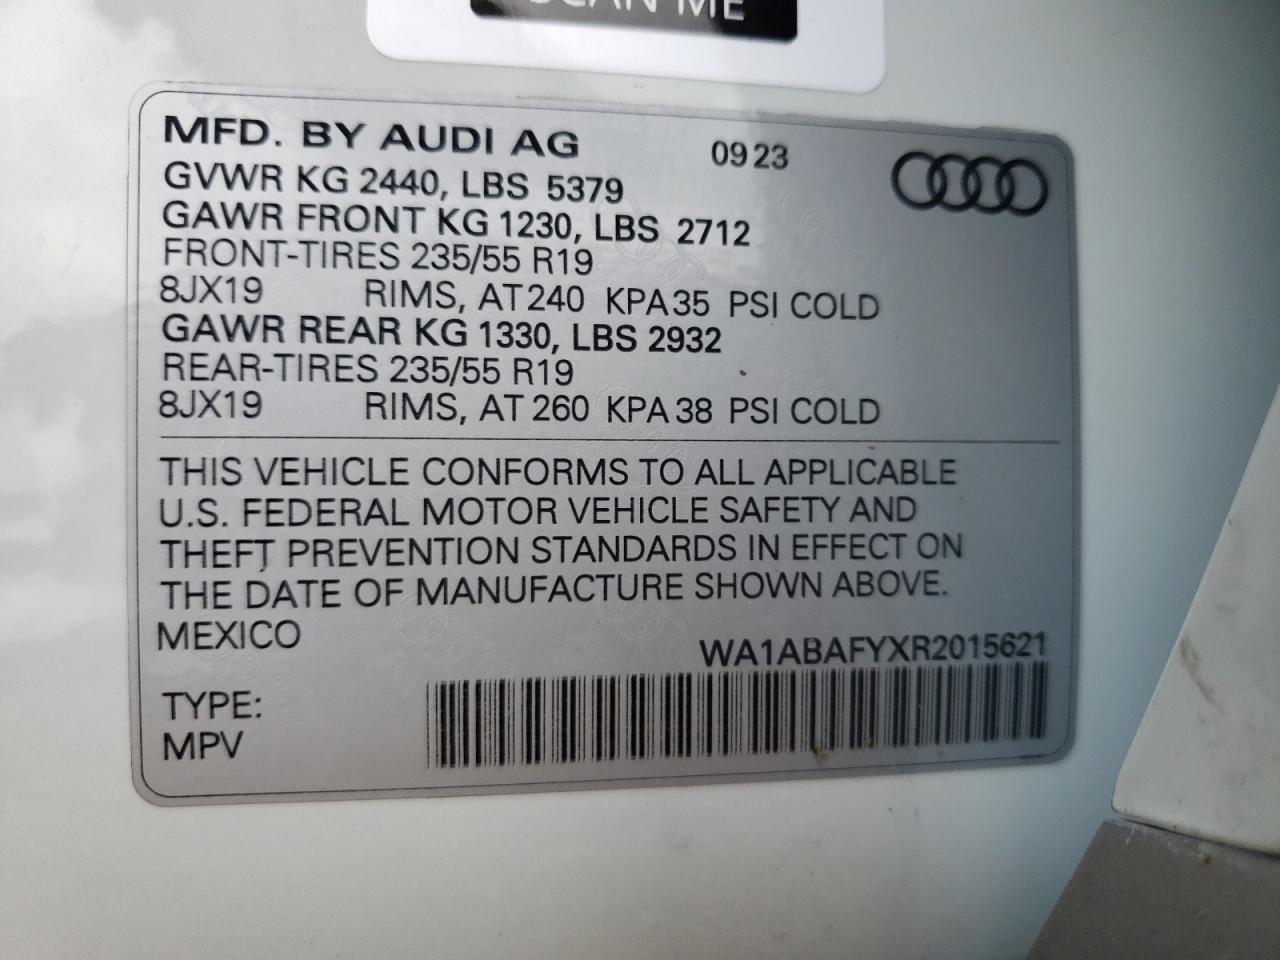 SCAN ME
MFD. BY AUDI AG 09 23
GVWR KG 2440, LBS 5379
GAWR FRONT KG 1230, LBS 2712
FRONT-TIRES 235/55 R19
8JX19 RIMS, AT 240 KPA 35 PSI COLD
GAWR REAR KG 1330, LBS 2932
REAR-TIRES 235/55 R19
8JX19 RIMS, AT 260 KPA 38 PSI COLD
THIS VEHICLE CONFORMS TO ALL APPLICABLE
U.S. FEDERAL MOTOR VEHICLE SAFETY AND
THEFT PREVENTION STANDARDS IN EFFECT ON
THE DATE OF MANUFACTURE SHOWN ABOVE.
MEXICO
WA1ABAFYXR2015621
TYPE:
MPV